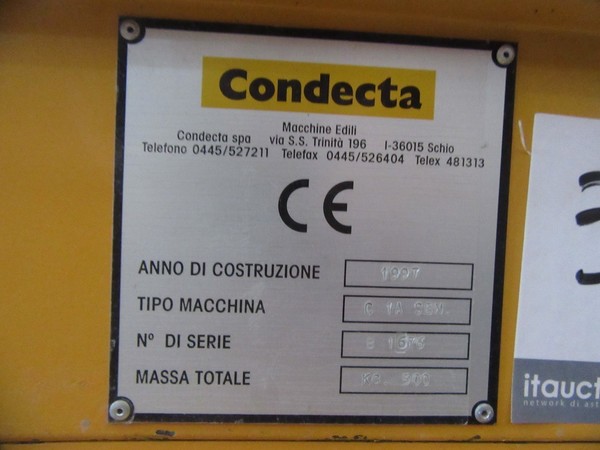 Condecta
Macchine Edili
Condecta spa via S.S. Trinità 196 I-36015 Schio
Telefono 0445/527211 Telefax 0445/526404 Telex 481313
CE
ANNO DI COSTRUZIONE 1997
TIPO MACCHINA
N° DI SERIE
MASSA TOTALE
itauct
network di ast